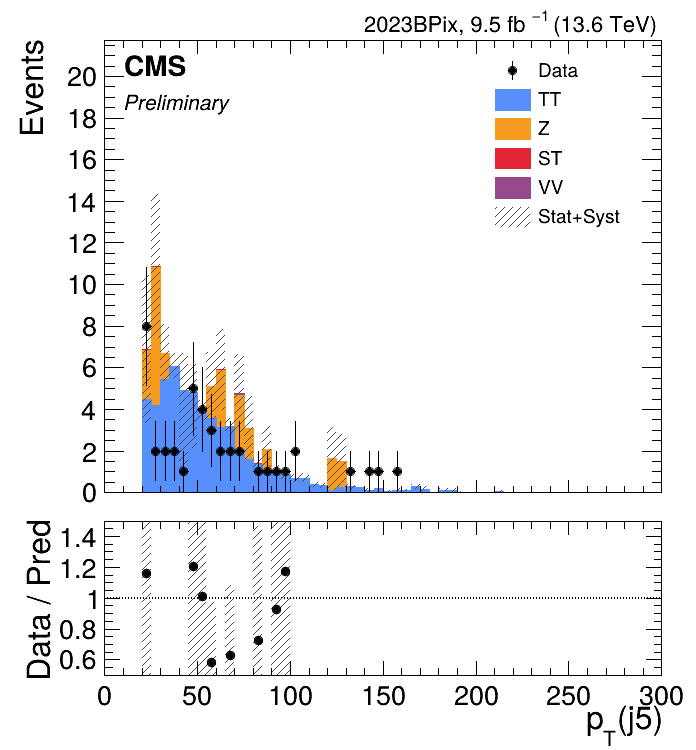 2023BPix, 9.5 fb⁻¹ (13.6 TeV)
CMS
Preliminary
Events
20
18
16
14
12
10
8
6
4
2
0
Data
TT
Z
ST
VV
Stat+Syst
Data / Pred
1.4
1.2
1
0.8
0.6
0 50 100 150 200 250 300
p_T(j5)